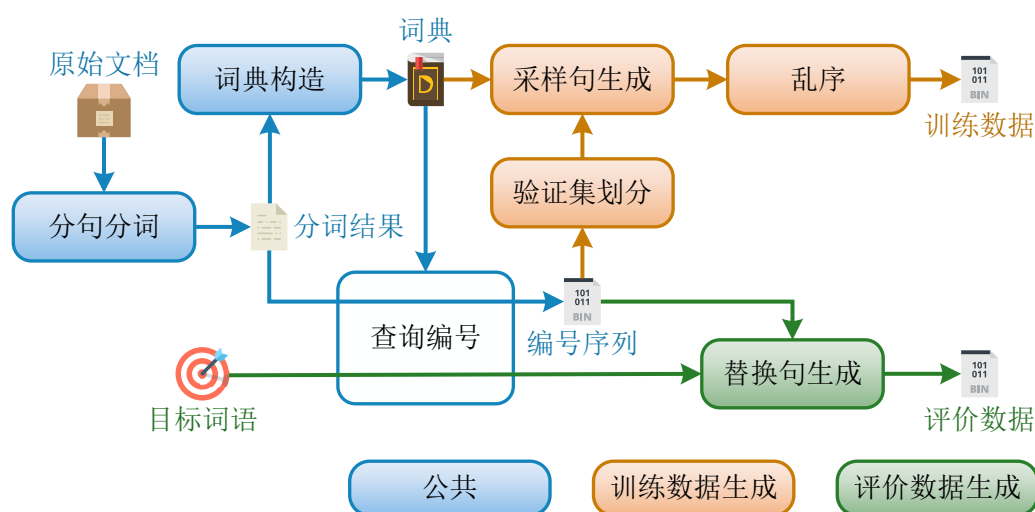 词典
原始文档
词典构造
D
采样句生成
乱序
101
011
BIN
训练数据
验证集划分
分句分词
分词结果
101
011
BIN
查询编号
编号序列
目标词语
替换句生成
101
011
BIN
评价数据
公共
训练数据生成
评价数据生成